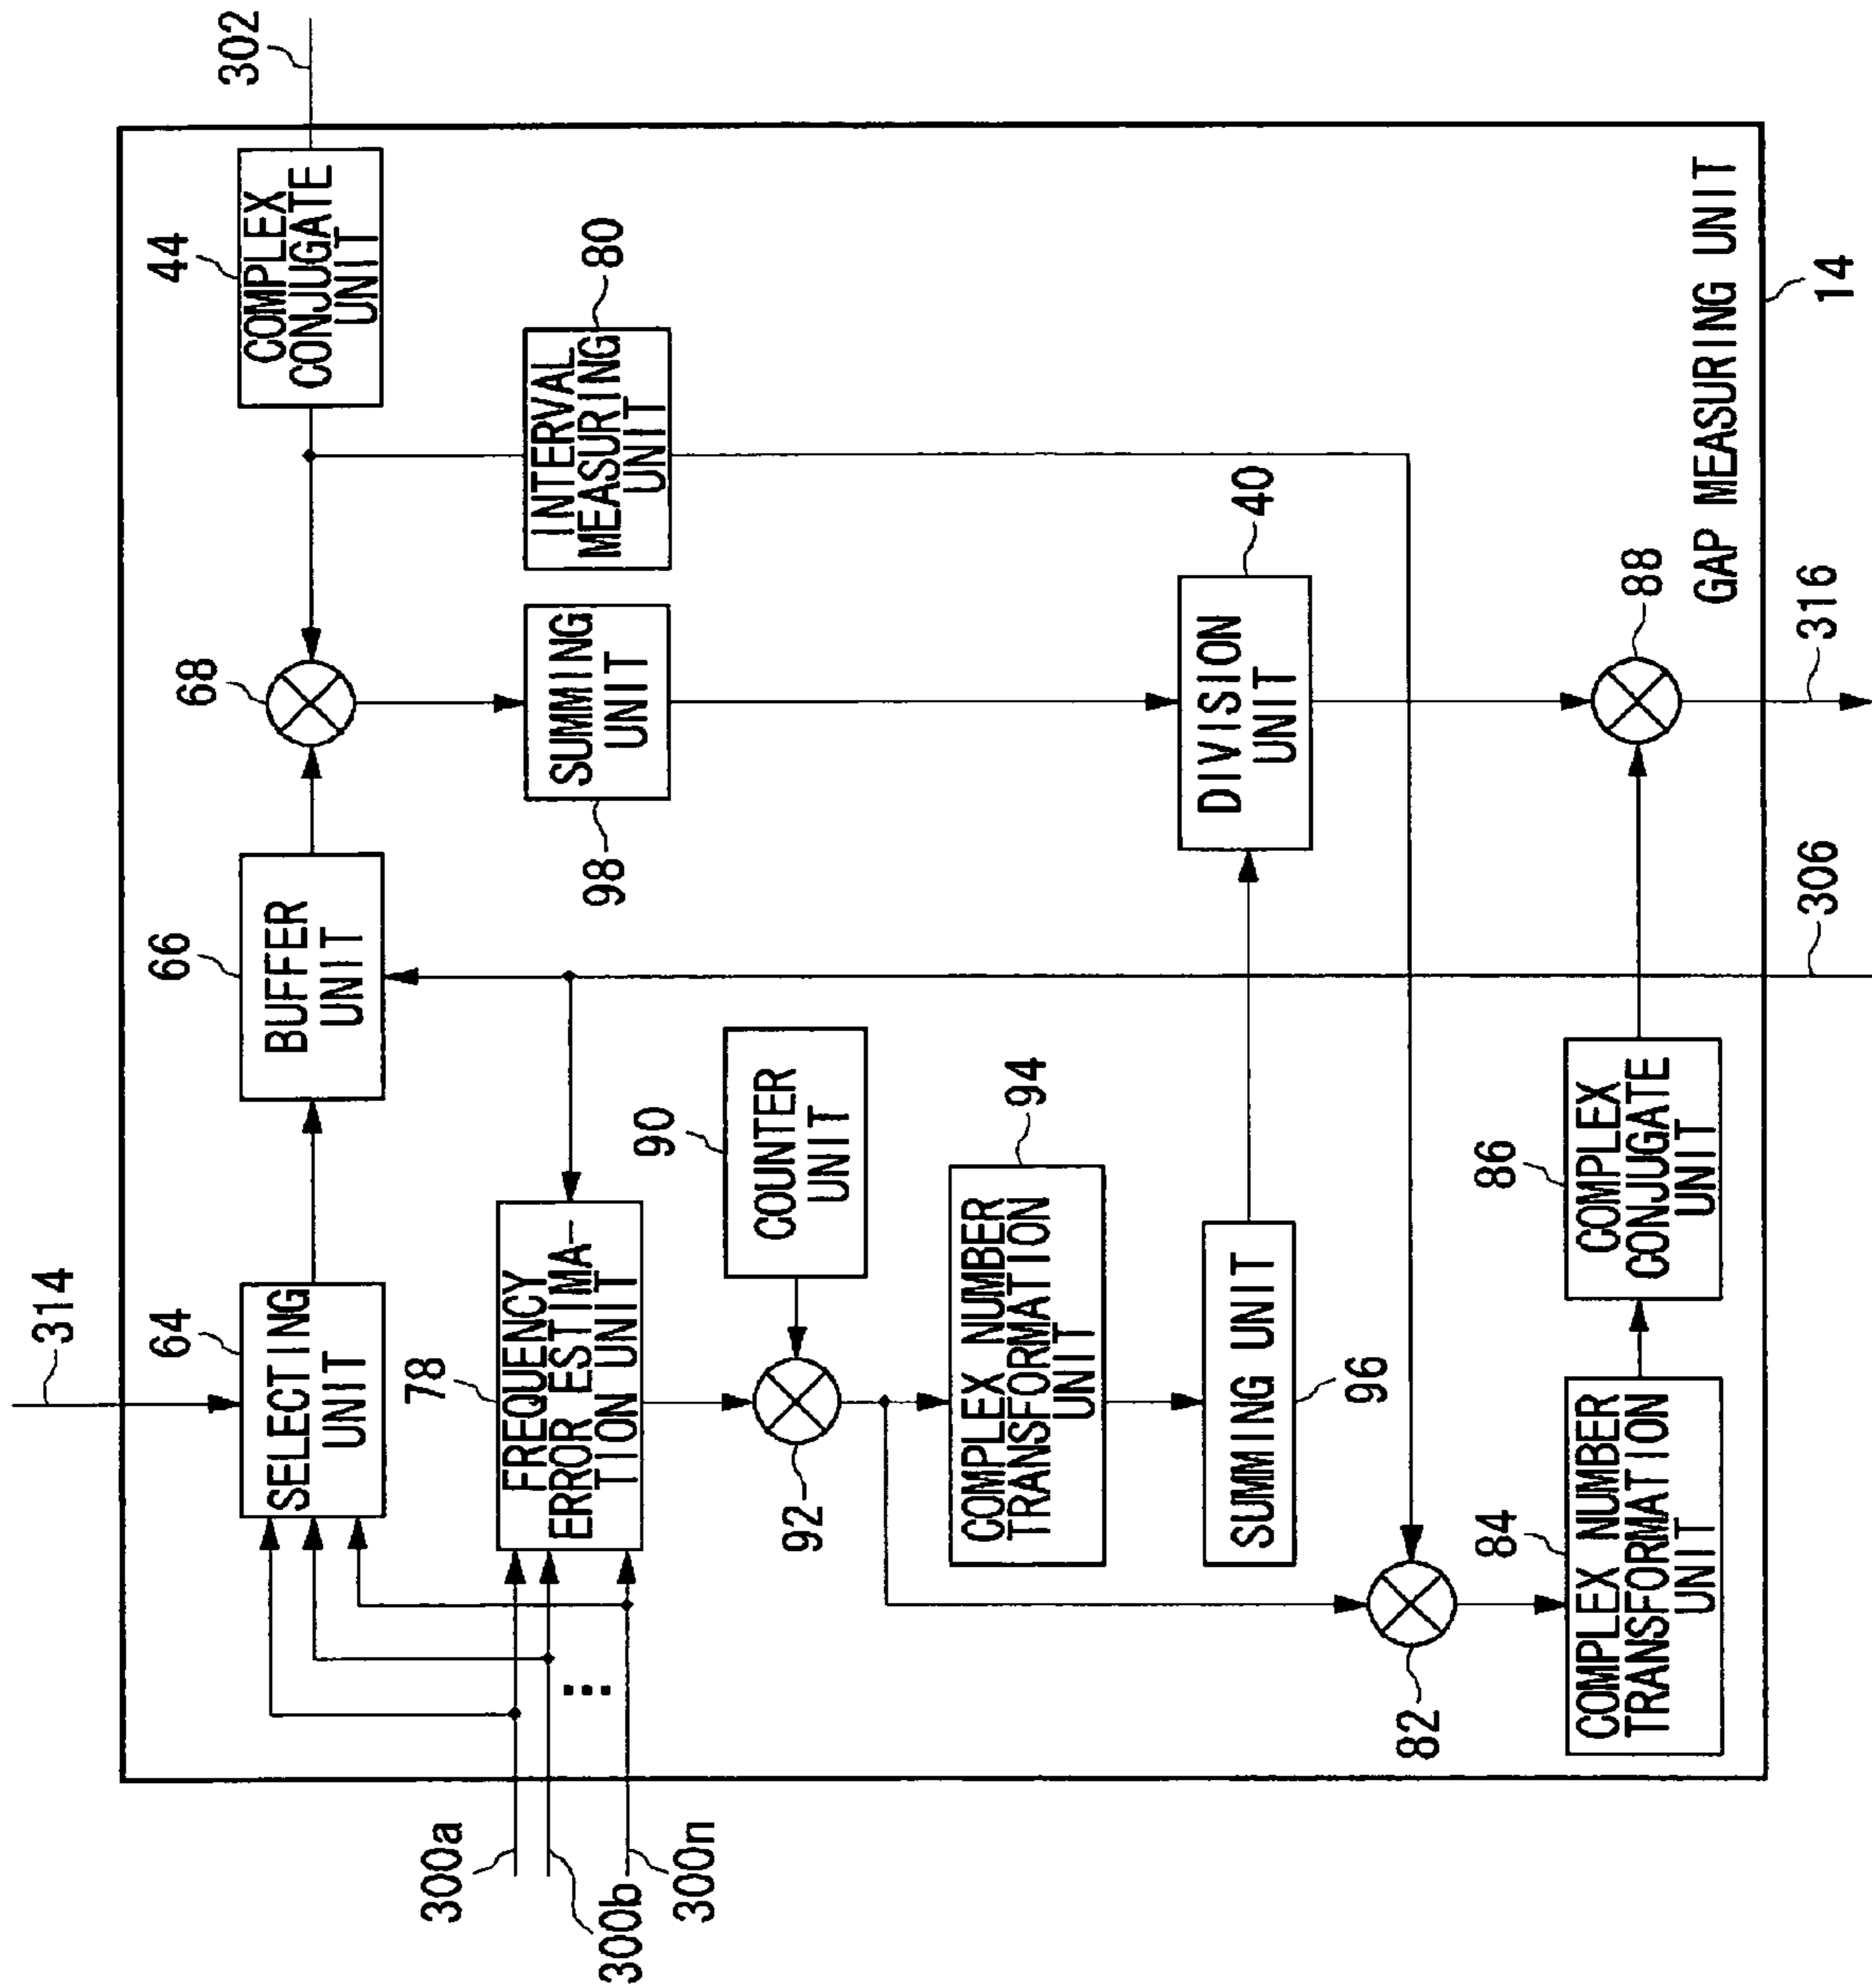 314
64
SELECTING
UNIT
66
BUFFER
UNIT
68
44
COMPLEX
CONJUGATE
UNIT
302
300a
300b
300n
78
FREQUENCY
ERROR ESTIMA-
TION UNIT
98
SUMMING
UNIT
80
INTERVAL
MEASURING
UNIT
90
COUNTER
UNIT
92
94
COMPLEX NUMBER
TRANSFORMATION
UNIT
96
SUMMING UNIT
40
DIVISION
UNIT
82
84
COMPLEX NUMBER
TRANSFORMATION
UNIT
86
COMPLEX
CONJUGATE
UNIT
88
GAP MEASURING UNIT
14
306
316